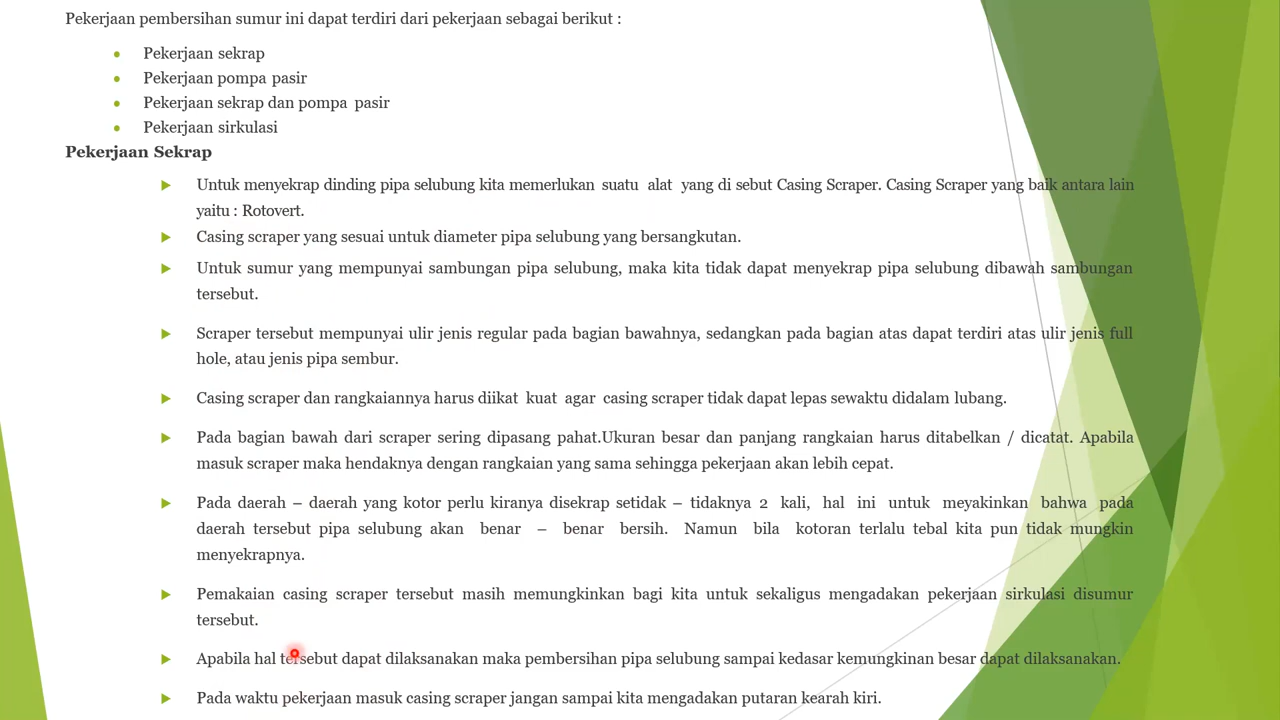 Pekerjaan pembersihan sumur ini dapat terdiri dari pekerjaan sebagai berikut :
Pekerjaan sekrap
Pekerjaan pompa pasir
Pekerjaan sekrap dan pompa pasir
Pekerjaan sirkulasi
Pekerjaan Sekrap
Untuk menyekrap dinding pipa selubung kita memerlukan suatu alat yang di sebut Casing Scraper. Casing Scraper yang baik antara lain
yaitu : Rotovert.
Casing scraper yang sesuai untuk diameter pipa selubung yang bersangkutan.
Untuk sumur yang mempunyai sambungan pipa selubung, maka kita tidak dapat menyekrap pipa selubung dibawah sambungan
tersebut.
Scraper tersebut mempunyai ulir jenis regular pada bagian bawahnya, sedangkan pada bagian atas dapat terdiri atas ulir jenis full
hole, atau jenis pipa sembur.
Casing scraper dan rangkaiannya harus diikat kuat agar casing scraper tidak dapat lepas sewaktu didalam lubang.
Pada bagian bawah dari scraper sering dipasang pahat.Ukuran besar dan panjang rangkaian harus ditabelkan / dicatat. Apabila
masuk scraper maka hendaknya dengan rangkaian yang sama sehingga pekerjaan akan lebih cepat.
Pada daerah – daerah yang kotor perlu kiranya disekrap setidak – tidaknya 2 kali, hal ini untuk meyakinkan bahwa pada
daerah tersebut pipa selubung akan benar – benar bersih. Namun bila kotoran terlalu tebal kita pun tidak mungkin
menyekrapnya.
Pemakaian casing scraper tersebut masih memungkinkan bagi kita untuk sekaligus mengadakan pekerjaan sirkulasi disumur
tersebut.
Apabila hal tersebut dapat dilaksanakan maka pembersihan pipa selubung sampai kedasar kemungkinan besar dapat dilaksanakan.
Pada waktu pekerjaan masuk casing scraper jangan sampai kita mengadakan putaran kearah kiri.